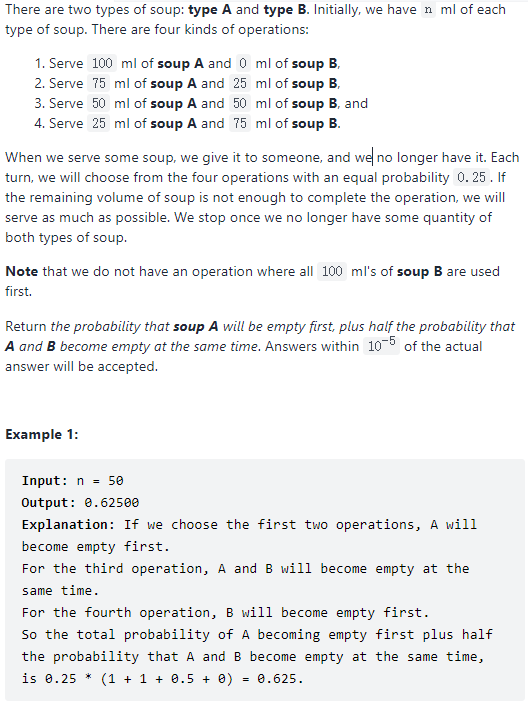 There are two types of soup: type A and type B. Initially, we have n ml of each
type of soup. There are four kinds of operations:
1. Serve 100 ml of soup A and 0 ml of soup B,
2. Serve 75 ml of soup A and 25 ml of soup B,
3. Serve 50 ml of soup A and 50 ml of soup B, and
4. Serve 25 ml of soup A and 75 ml of soup B.
When we serve some soup, we give it to someone, and we no longer have it. Each
turn, we will choose from the four operations with an equal probability 0.25. If
the remaining volume of soup is not enough to complete the operation, we will
serve as much as possible. We stop once we no longer have some quantity of
both types of soup.
Note that we do not have an operation where all 100 ml's of soup B are used
first.
Return the probability that soup A will be empty first, plus half the probability that
A and B become empty at the same time. Answers within 10⁻⁵ of the actual
answer will be accepted.
Example 1:
Input: n = 50
Output: 0.62500
Explanation: If we choose the first two operations, A will
become empty first.
For the third operation, A and B will become empty at the
same time.
For the fourth operation, B will become empty first.
So the total probability of A becoming empty first plus half
the probability that A and B become empty at the same time,
is 0.25 * (1 + 1 + 0.5 + 0) = 0.625.